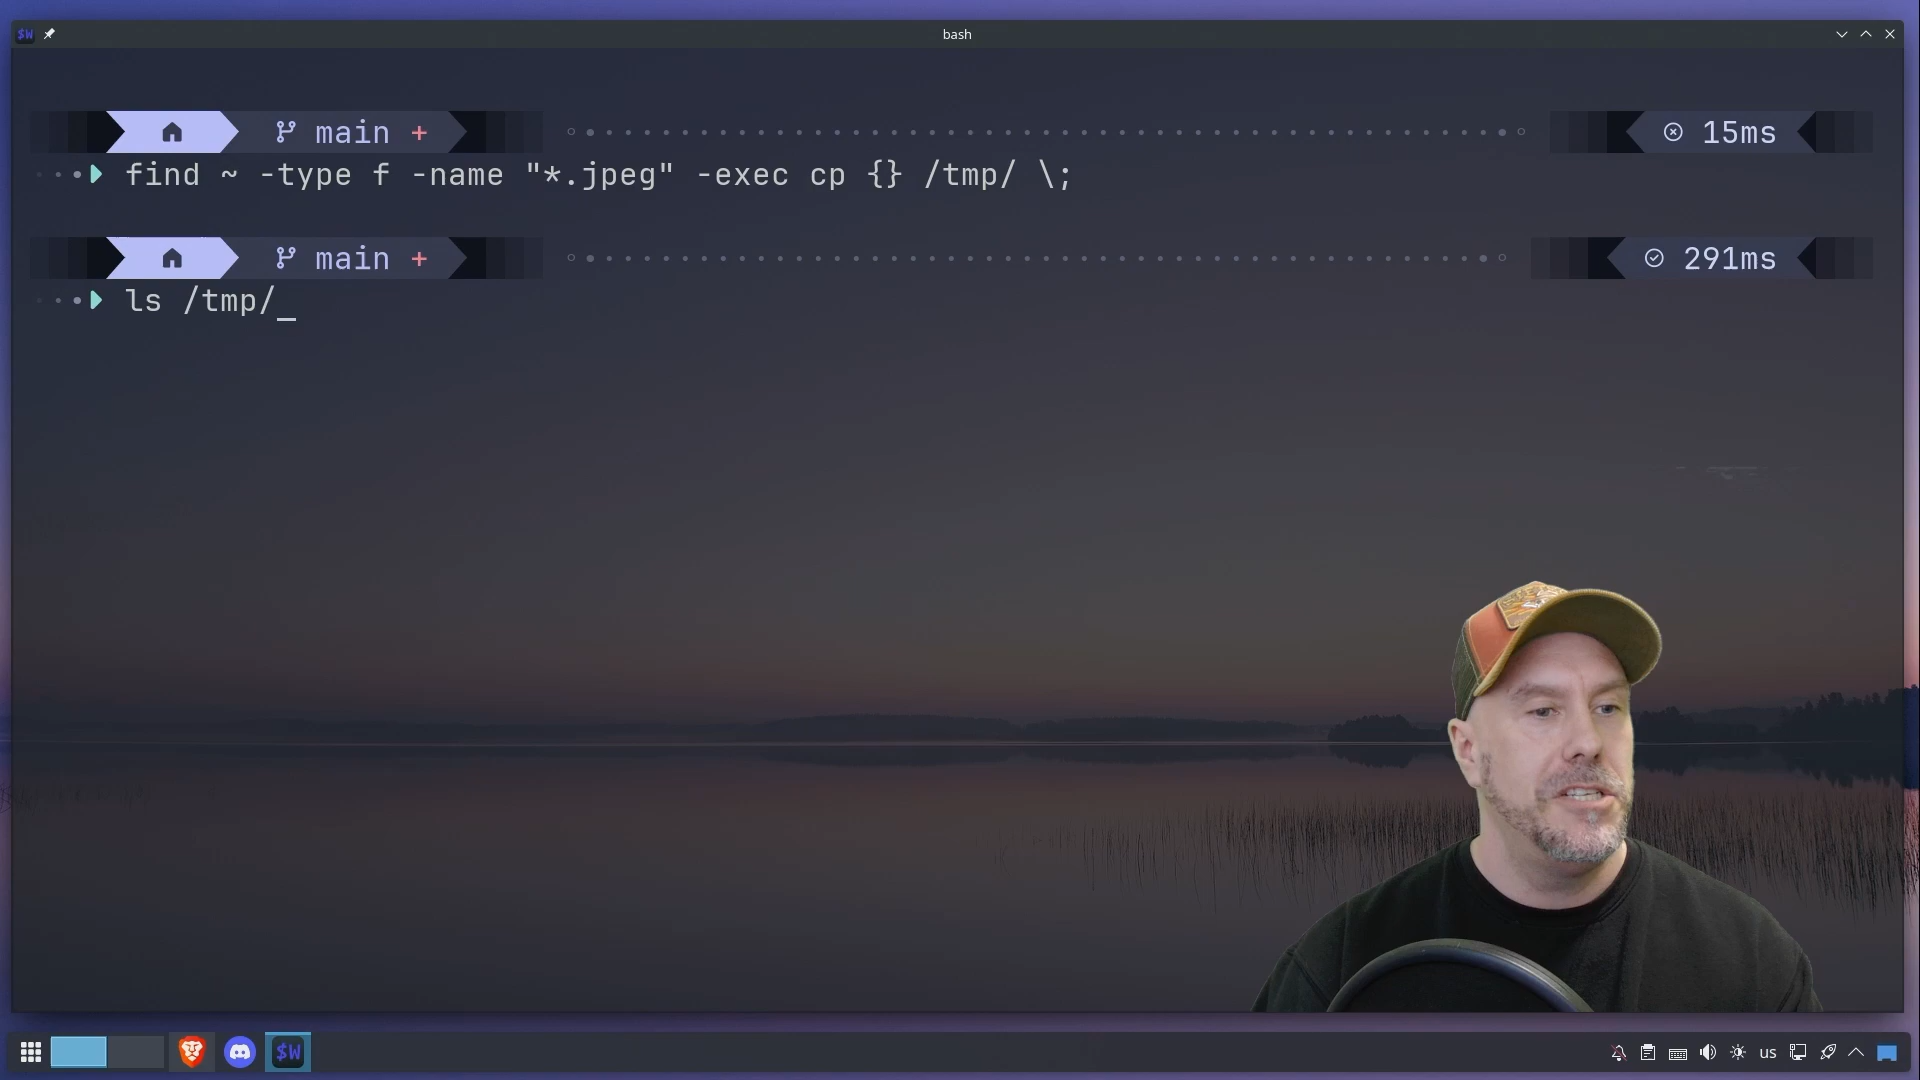 $W
bash
main + 15ms
find ~ -type f -name "*.jpeg" -exec cp {} /tmp/ \;
main + 291ms
ls /tmp/_
$W
us